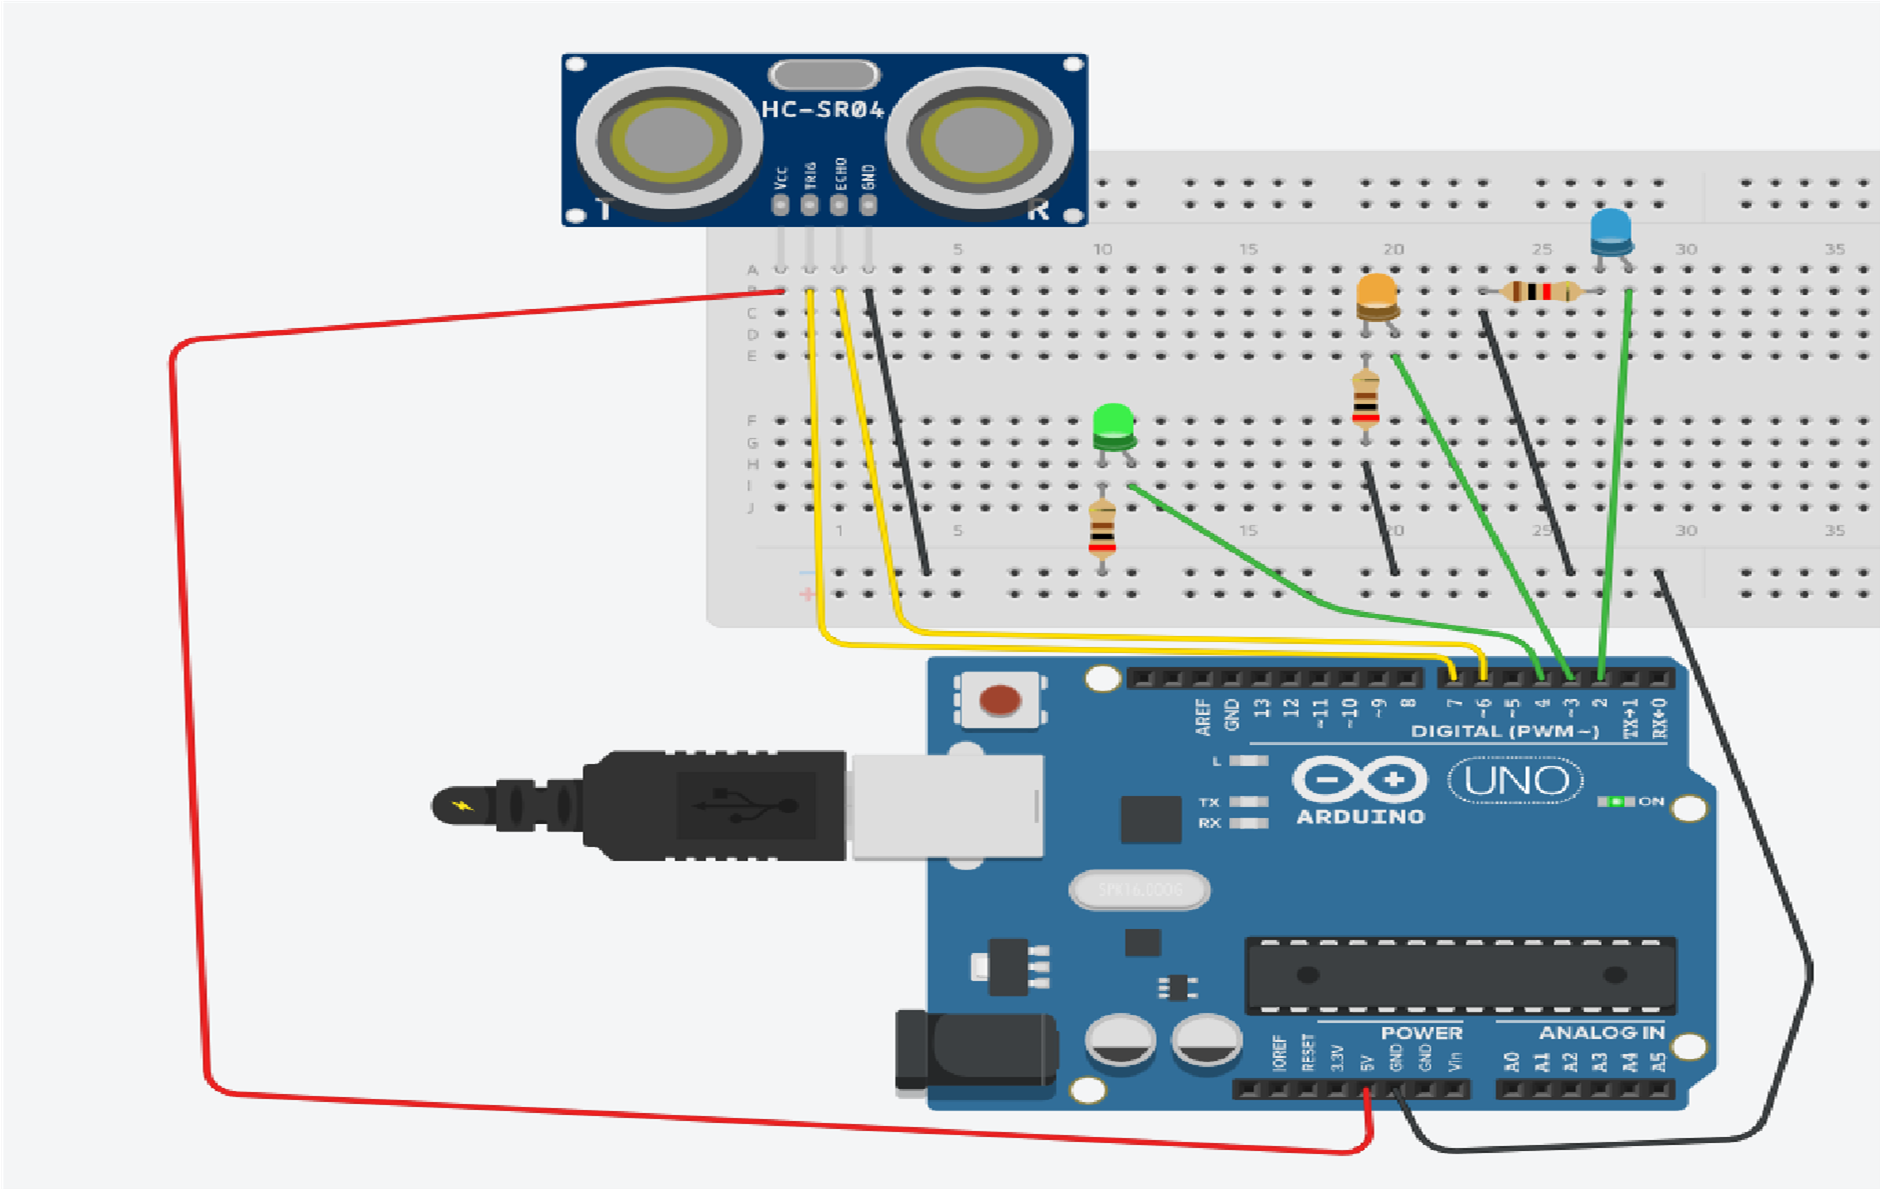 HC-SR04
Vcc TRIG ECHO GND
T R
5 10 15 20 25 30 35
A
B
C
D
E
F
G
H
I
J
1 5 15 20 25 30 35
−
+
AREF GND 13 12 ~11 ~10 ~9 8 7 ~6 ~5 4 ~3 2 TX→1 RX←0
DIGITAL (PWM~)
L
TX
RX
UNO
ON
ARDUINO
SPK16.000G
POWER ANALOG IN
IOREF RESET 3.3V 5V GND GND Vin A0 A1 A2 A3 A4 A5